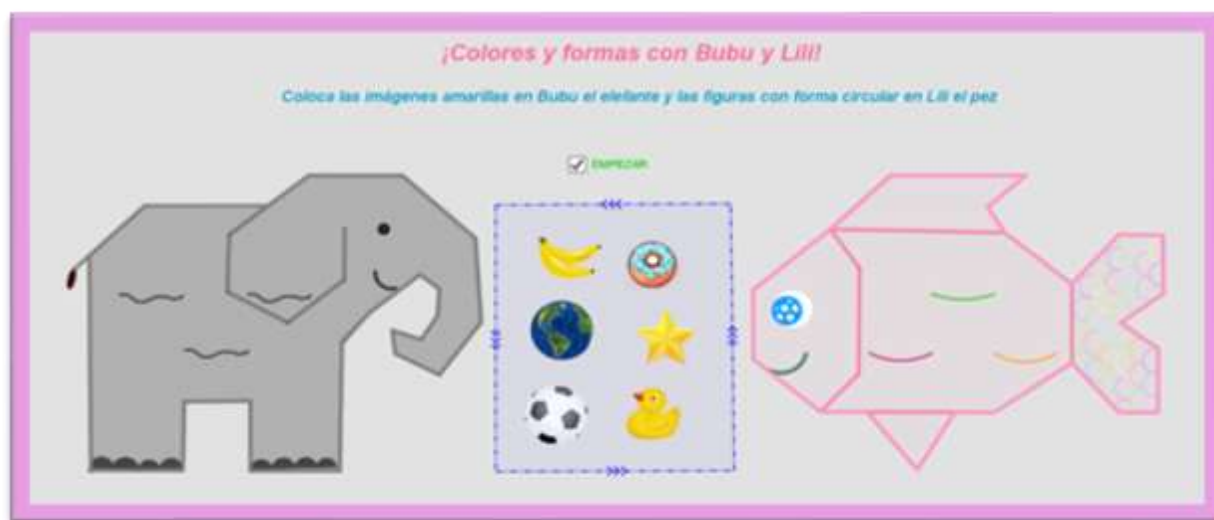 ¡Colores y formas con Bubu y Lili!
Coloca las imágenes amarillas en Bubu el elefante y las figuras con forma circular en Lili el pez
EMPEZAR